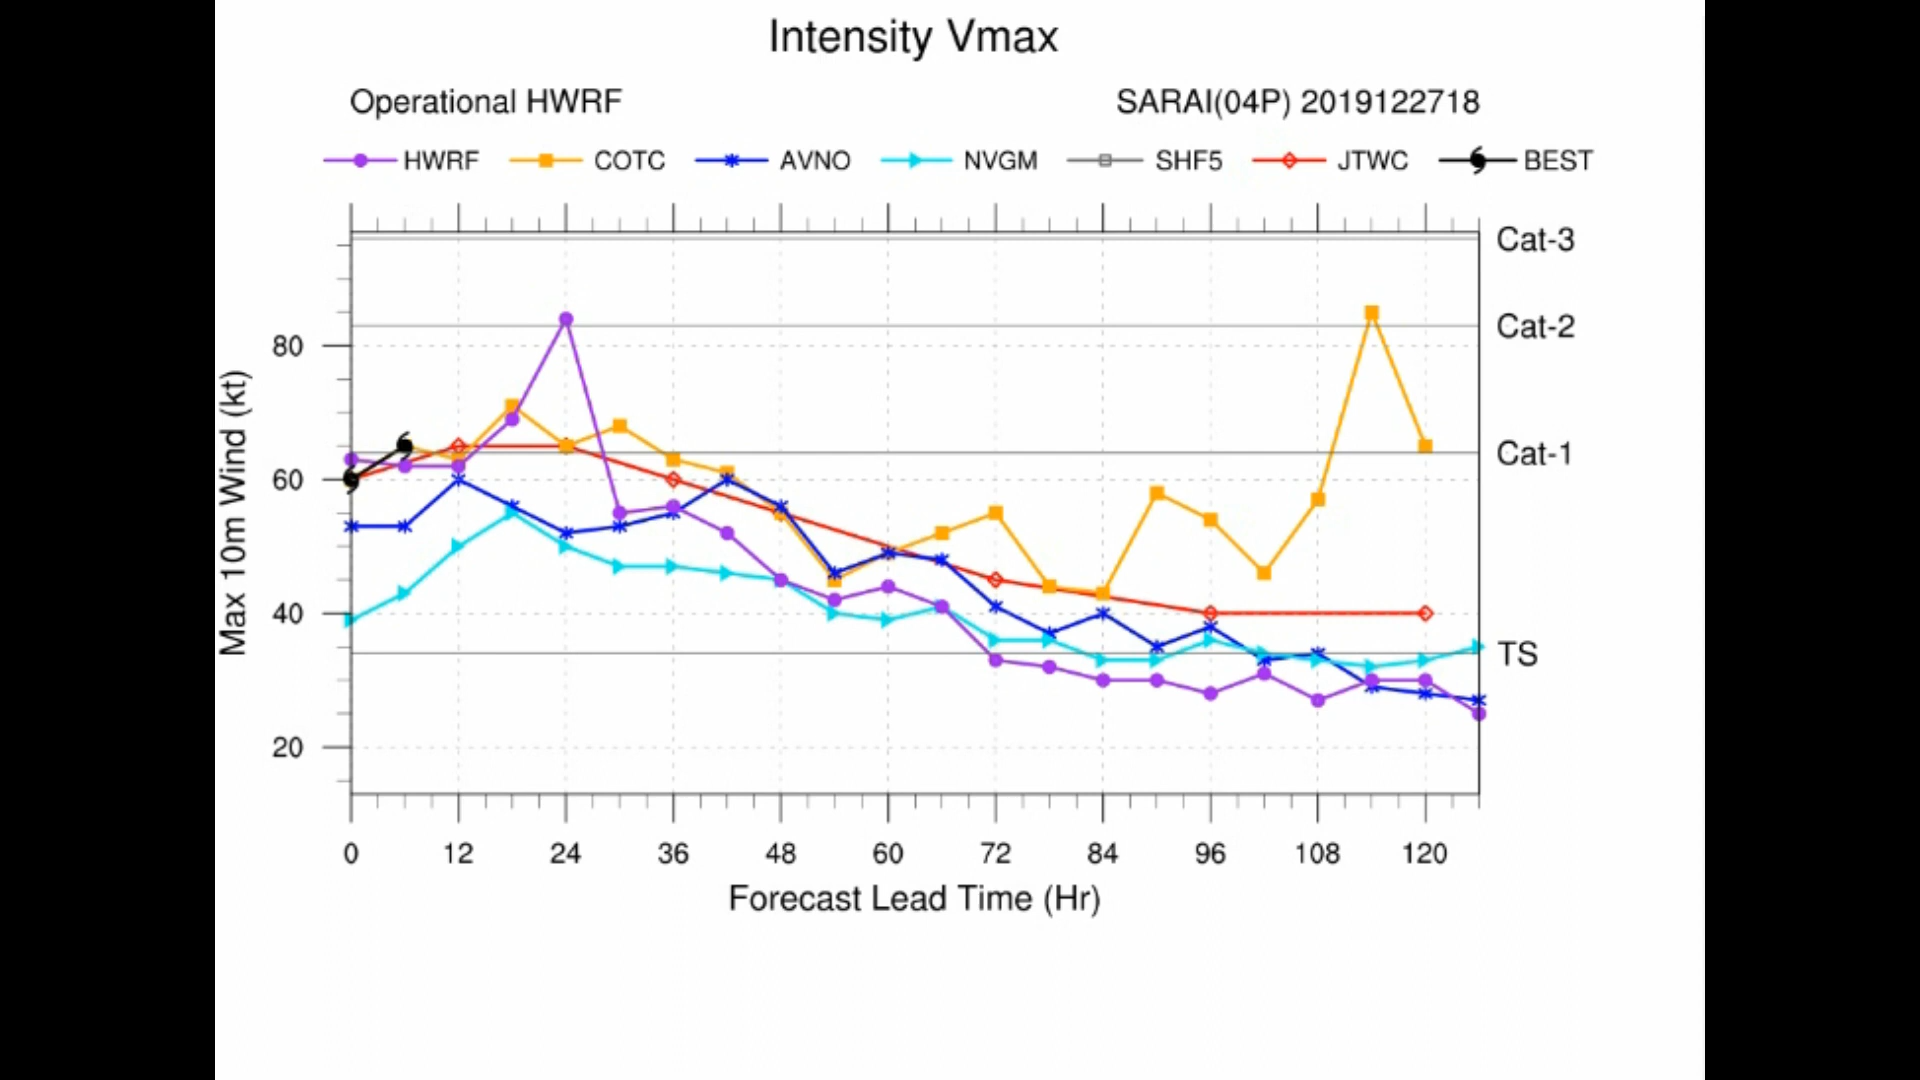 Intensity Vmax
Operational HWRF SARAI(04P) 2019122718
HWRF COTC AVNO NVGM SHF5 JTWC BEST
Cat-3
Cat-2
80
Cat-1
60
Max 10m Wind (kt)
40
TS
20
0 12 24 36 48 60 72 84 96 108 120
Forecast Lead Time (Hr)